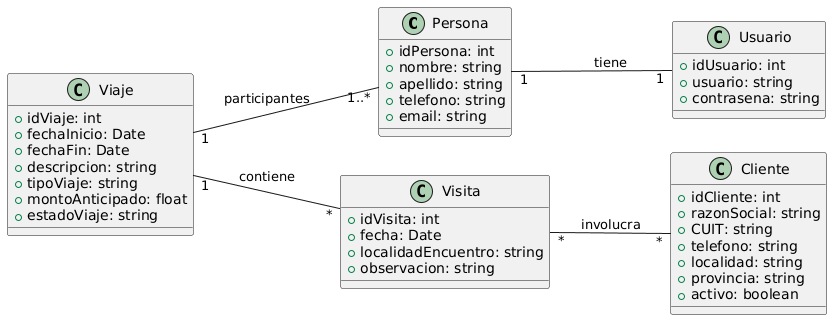 C Viaje
idViaje: int
fechaInicio: Date
fechaFin: Date
descripcion: string
tipoViaje: string
montoAnticipado: float
estadoViaje: string
participantes
1
1..*
contiene
1
*
C Persona
idPersona: int
nombre: string
apellido: string
telefono: string
email: string
tiene
1
1
C Usuario
idUsuario: int
usuario: string
contrasena: string
C Visita
idVisita: int
fecha: Date
localidadEncuentro: string
observacion: string
involucra
*
*
C Cliente
idCliente: int
razonSocial: string
CUIT: string
telefono: string
localidad: string
provincia: string
activo: boolean